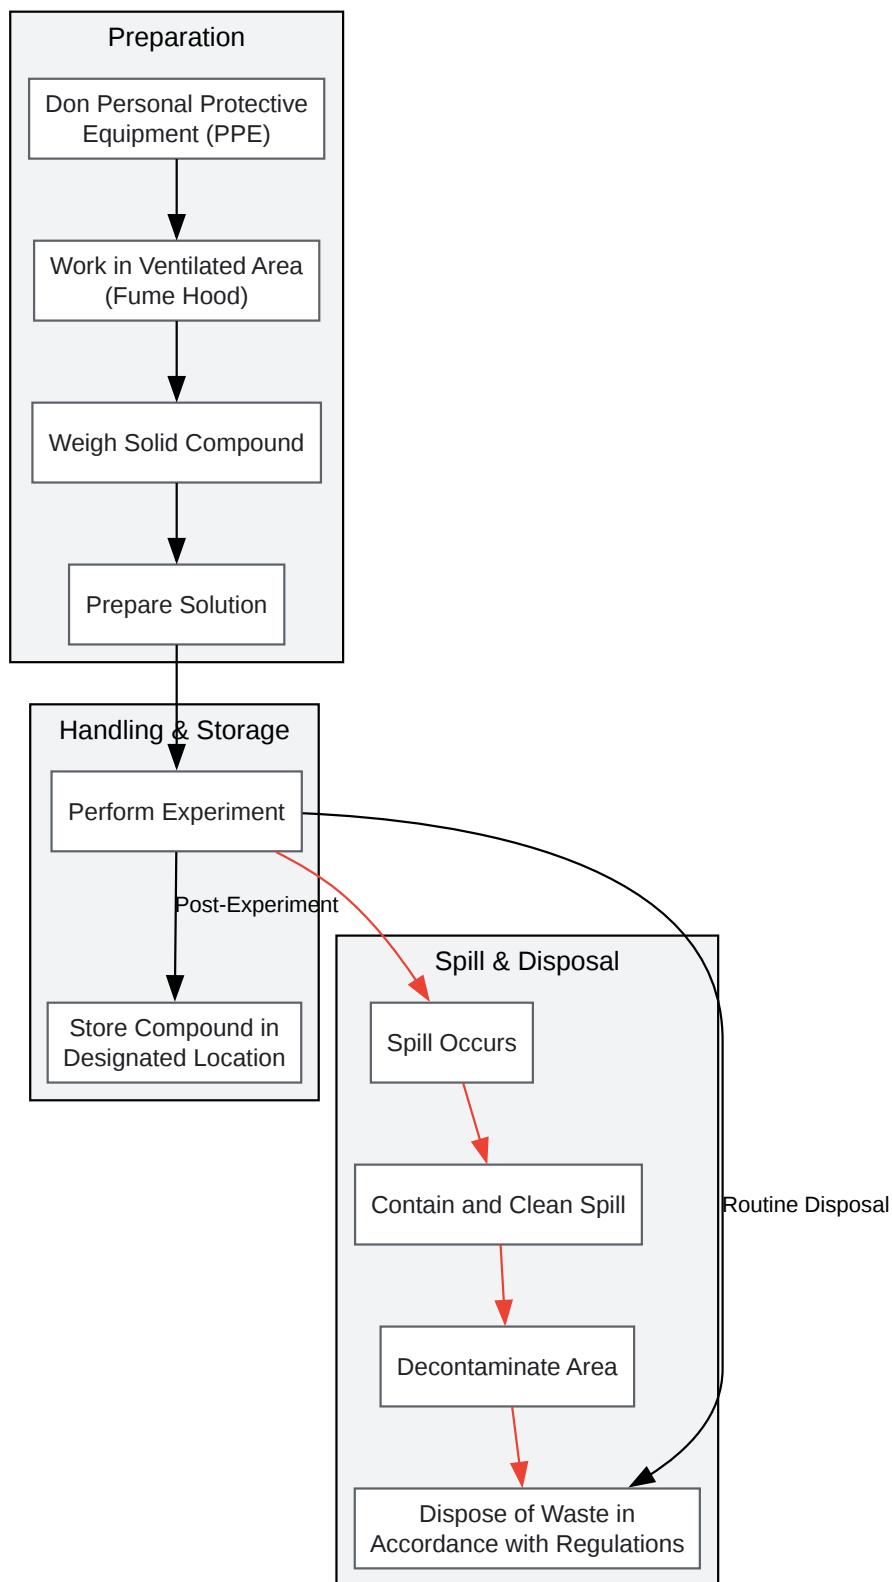 Preparation
Don Personal Protective
Equipment (PPE)
Work in Ventilated Area
(Fume Hood)
Weigh Solid Compound
Prepare Solution
Handling & Storage
Perform Experiment
Post-Experiment
Store Compound in
Designated Location
Spill & Disposal
Spill Occurs
Contain and Clean Spill
Routine Disposal
Decontaminate Area
Dispose of Waste in
Accordance with Regulations